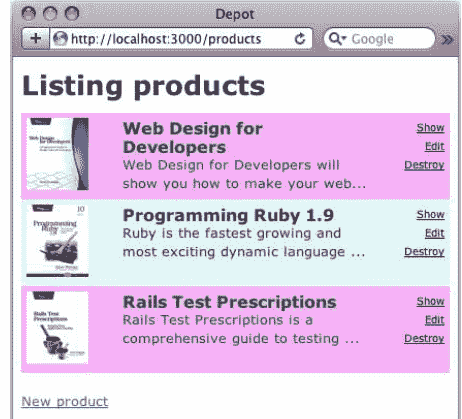 Depot
http://localhost:3000/products
Google
Listing products
Web Design for
Developers
Web Design for Developers will
show you how to make your web...
Show
Edit
Destroy
Programming Ruby 1.9
Ruby is the fastest growing and
most exciting dynamic language ...
Show
Edit
Destroy
Rails Test Prescriptions
Rails Test Prescriptions is a
comprehensive guide to testing ...
Show
Edit
Destroy
New product